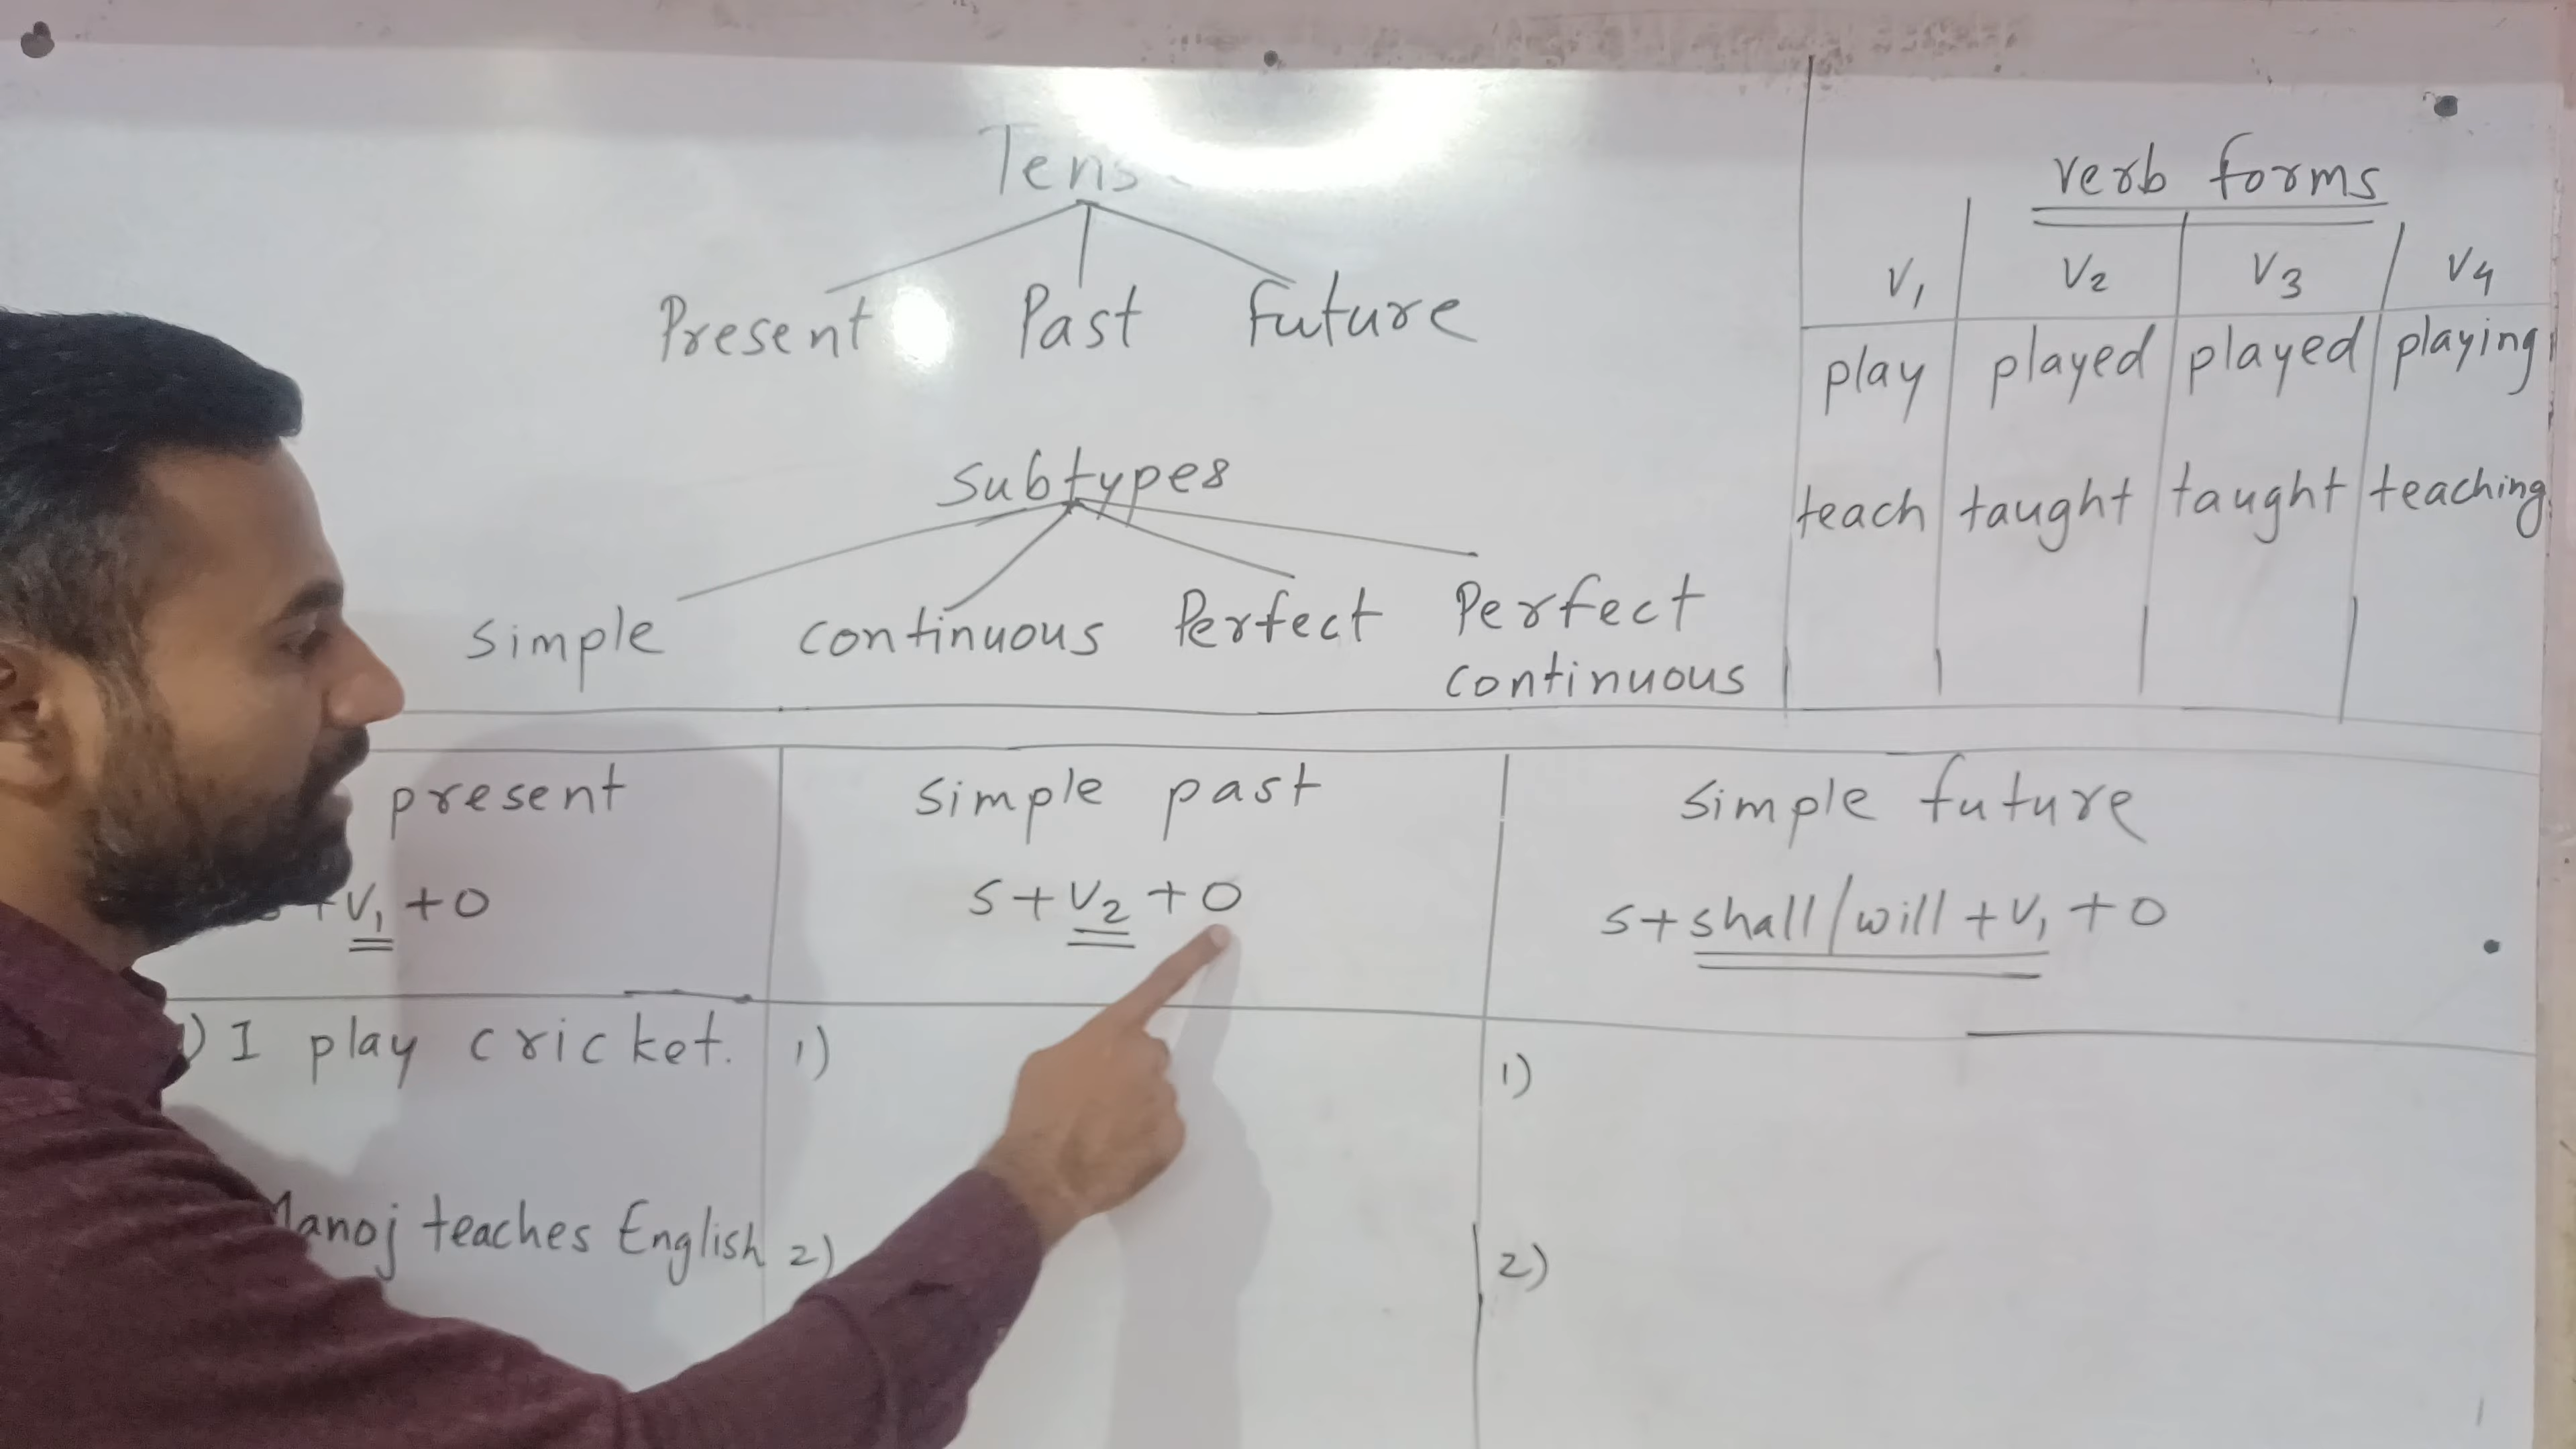 Tens
Present Past Future
Subtypes
Simple continuous Perfect Perfect continuous
verb forms
V1 V2 V3 V4
play played played playing
teach taught taught teaching
present
+V1+O
1) I play cricket.
Manoj teaches English
simple past
S+V2+O
1)
2)
simple future
S+shall/will+V1+O
1)
2)